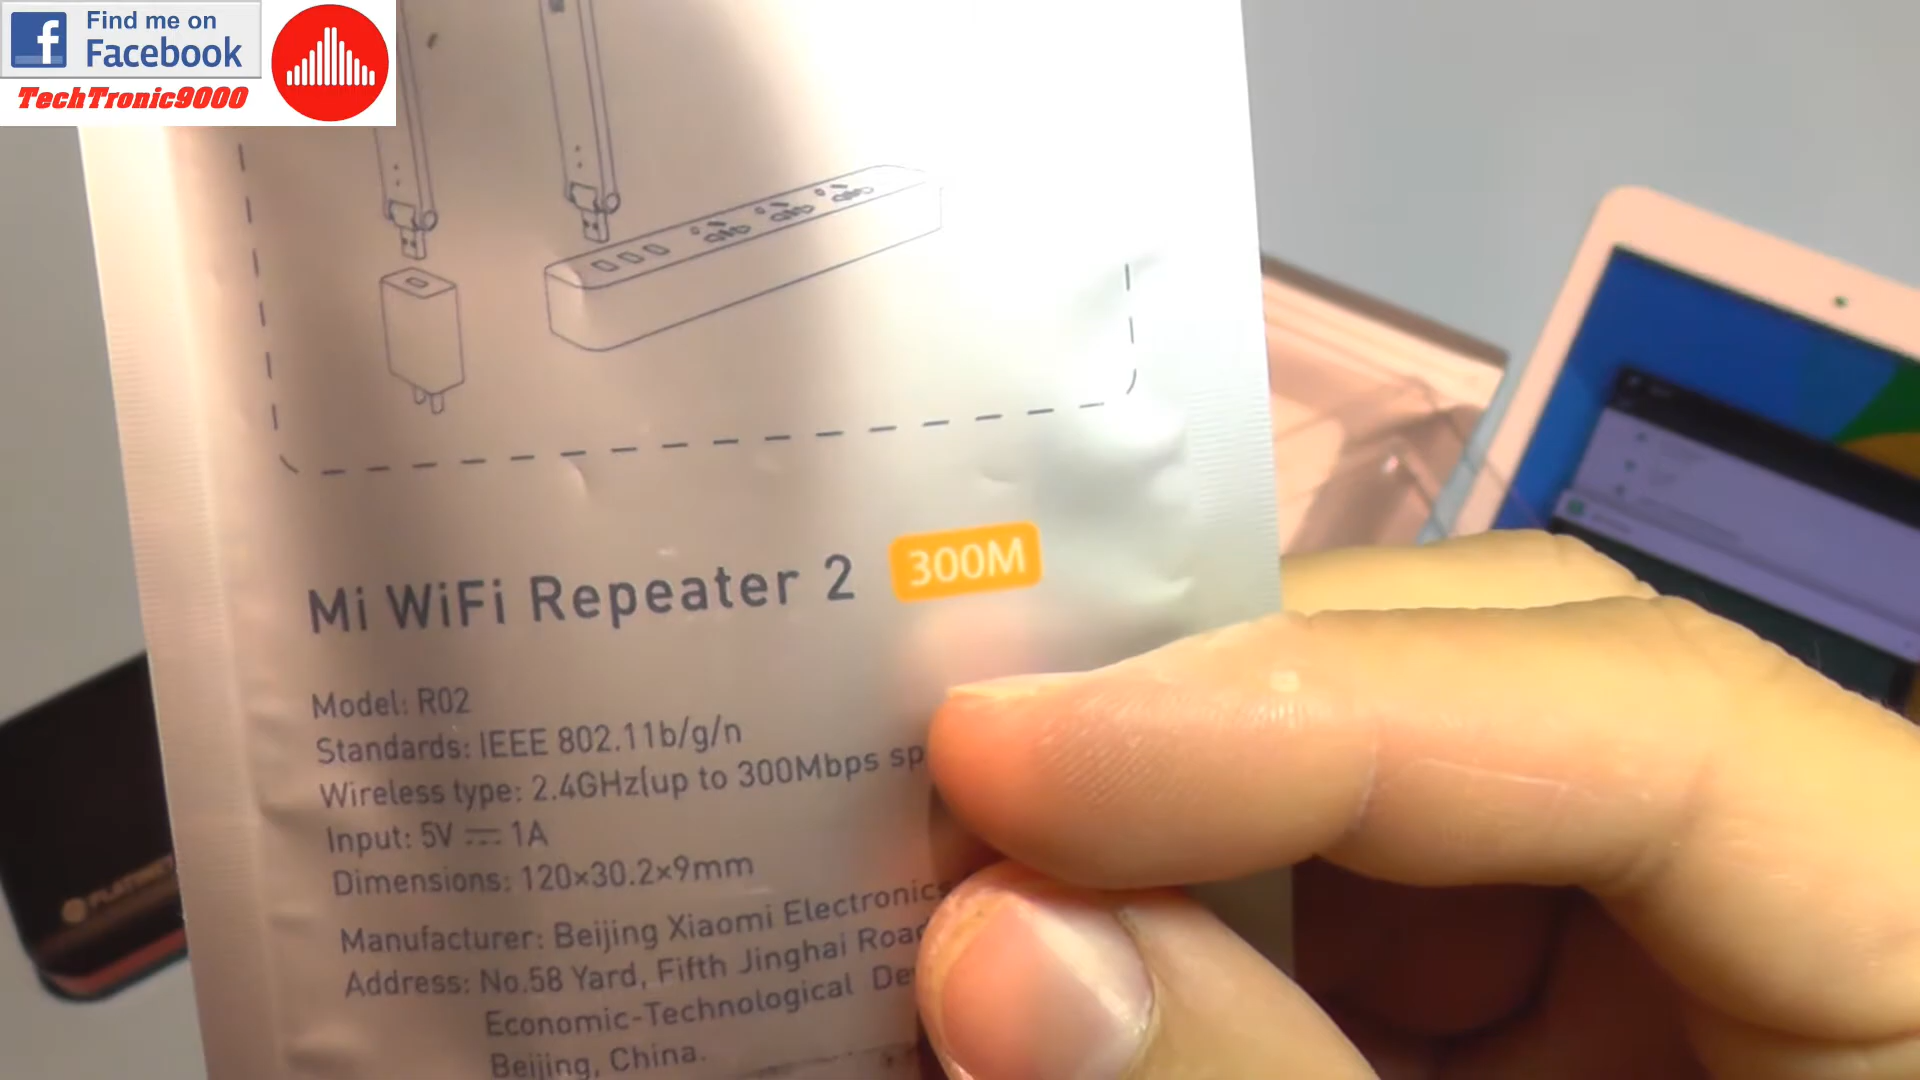 Find me on
Facebook
TechTronic9000
Mi WiFi Repeater 2 300M
Model: R02
Standards: IEEE 802.11b/g/n
Wireless type: 2.4GHz(up to 300Mbps sp
Input: 5V ⎓ 1A
Dimensions: 120×30.2×9mm
Manufacturer: Beijing Xiaomi Electronics
Address: No.58 Yard, Fifth Jinghai Road
Economic-Technological De
Beijing, China.